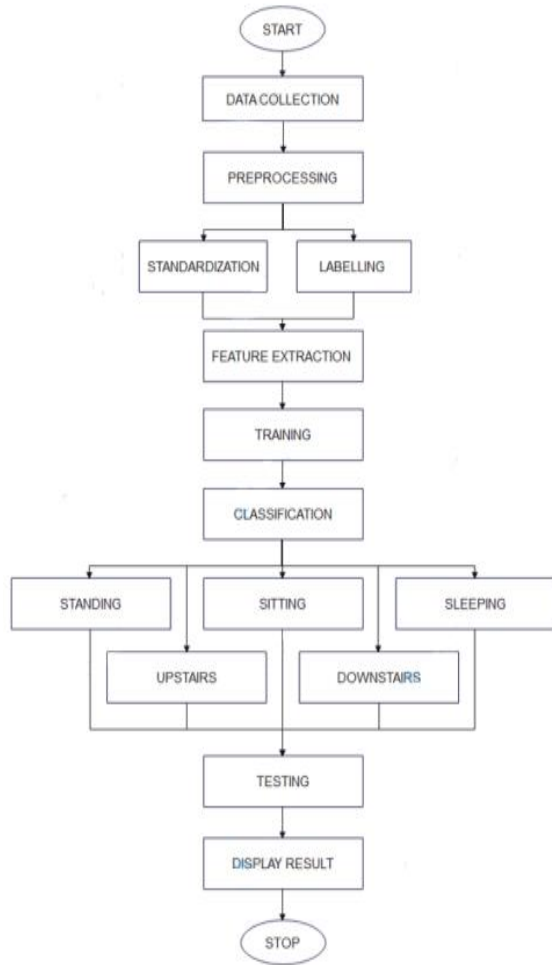 START
DATA COLLECTION
PREPROCESSING
STANDARDIZATION
LABELLING
FEATURE EXTRACTION
TRAINING
CLASSIFICATION
STANDING
SITTING
SLEEPING
UPSTAIRS
DOWNSTAIRS
TESTING
DISPLAY RESULT
STOP